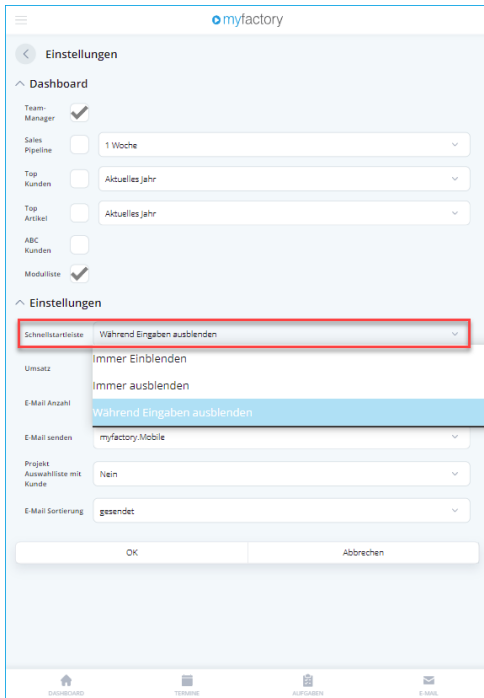 myfactory
Einstellungen
Dashboard
Team-
Manager
Sales
Pipeline
1 Woche
Top
Kunden
Aktuelles Jahr
Top
Artikel
Aktuelles Jahr
ABC
Kunden
Modulliste
Einstellungen
Schnellstartleiste
Während Eingaben ausblenden
Immer Einblenden
Umsatz
Immer ausblenden
E-Mail Anzahl
Während Eingaben ausblenden
E-Mail senden
myfactory.Mobile
Projekt
Auswahlliste mit
Kunde
Nein
E-Mail Sortierung
gesendet
OK
Abbrechen
DASHBOARD
TERMINE
AUFGABEN
E-MAIL